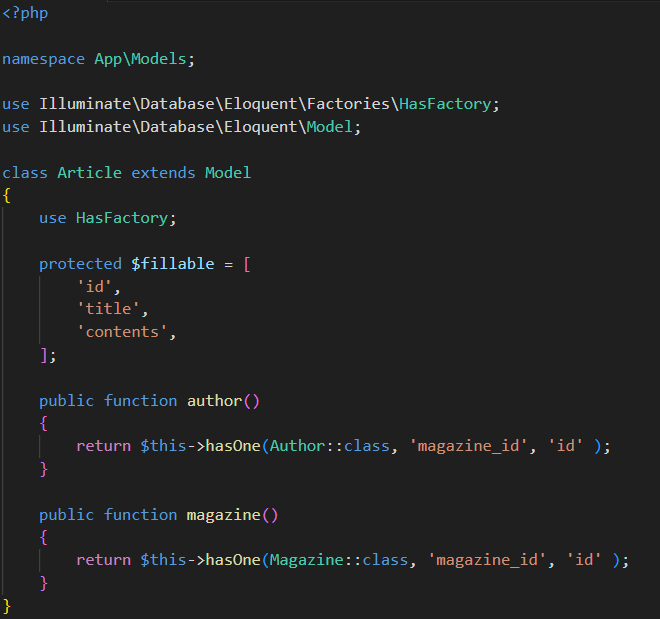 <?php
namespace App\Models;
use Illuminate\Database\Eloquent\Factories\HasFactory;
use Illuminate\Database\Eloquent\Model;
class Article extends Model
{
    use HasFactory;
    protected $fillable = [
        'id',
        'title',
        'contents',
    ];
    public function author()
    {
        return $this->hasOne(Author::class, 'magazine_id', 'id' );
    }
    public function magazine()
    {
        return $this->hasOne(Magazine::class, 'magazine_id', 'id' );
    }
}